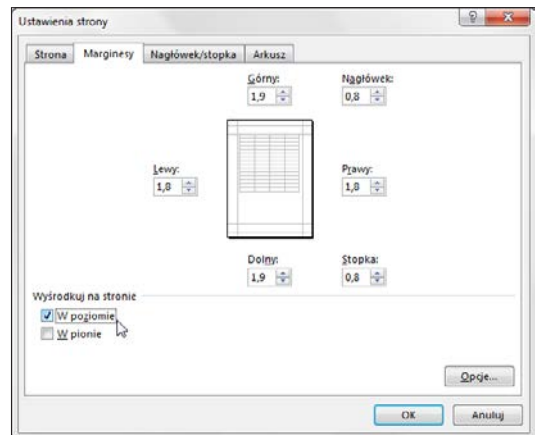 Ustawienia strony
Strona Marginesy Nagłówek/stopka Arkusz
Górny: Nagłówek:
1,9 0,8
Lewy: Prawy:
1,8 1,8
Dolny: Stopka:
1,9 0,8
Wyśrodkuj na stronie
W poziomie
W pionie
Opcje...
OK Anuluj